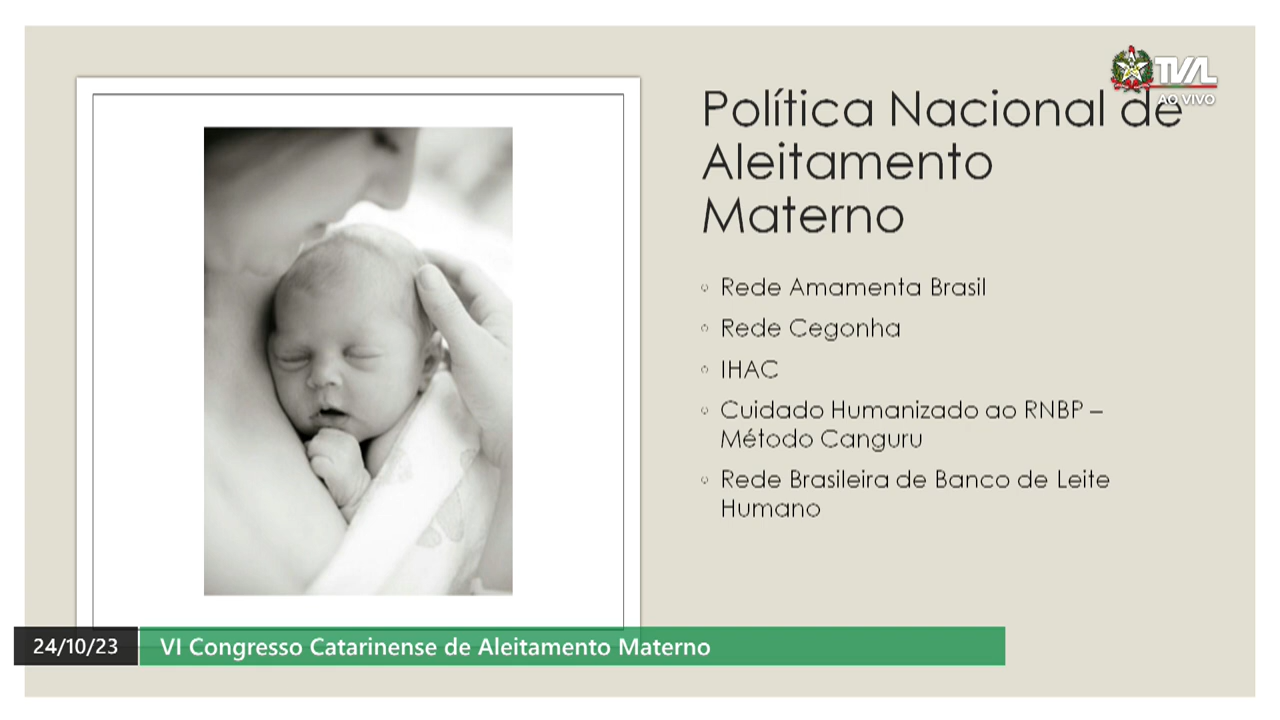 TVAL
AO VIVO
Política Nacional de
Aleitamento
Materno
Rede Amamenta Brasil
Rede Cegonha
IHAC
Cuidado Humanizado ao RNBP –
Método Canguru
Rede Brasileira de Banco de Leite
Humano
24/10/23
VI Congresso Catarinense de Aleitamento Materno